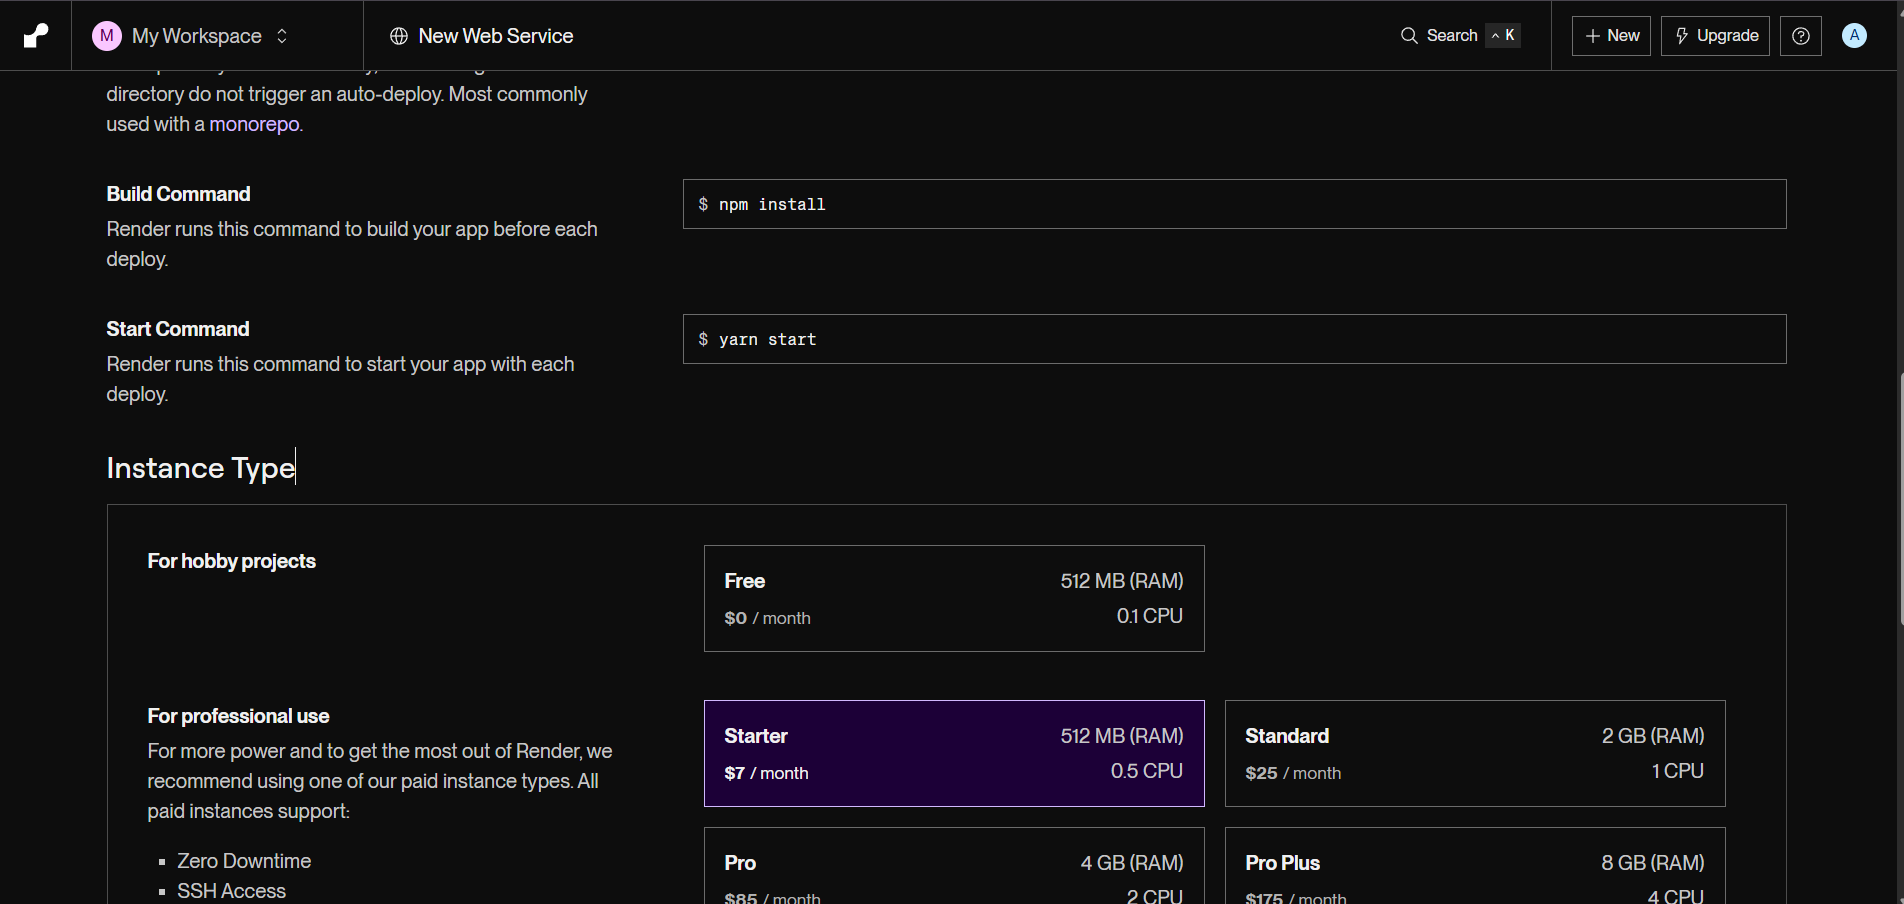 M My Workspace
New Web Service
Search ^ K
+ New
Upgrade
A
directory do not trigger an auto-deploy. Most commonly
used with a monorepo.
Build Command
Render runs this command to build your app before each
deploy.
$ npm install
Start Command
Render runs this command to start your app with each
deploy.
$ yarn start
Instance Type
For hobby projects
Free 512 MB (RAM)
$0 / month 0.1 CPU
For professional use
For more power and to get the most out of Render, we
recommend using one of our paid instance types. All
paid instances support:
▪ Zero Downtime
▪ SSH Access
Starter 512 MB (RAM)
$7 / month 0.5 CPU
Standard 2 GB (RAM)
$25 / month 1 CPU
Pro 4 GB (RAM)
$85 / month 2 CPU
Pro Plus 8 GB (RAM)
$175 / month 4 CPU